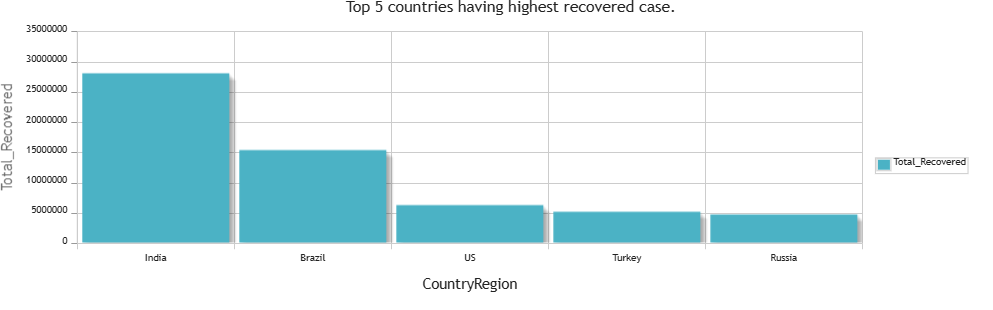 Top 5 countries having highest recovered case.
35000000
30000000
25000000
20000000
15000000
10000000
5000000
0
Total_Recovered
India Brazil US Turkey Russia
CountryRegion
Total_Recovered